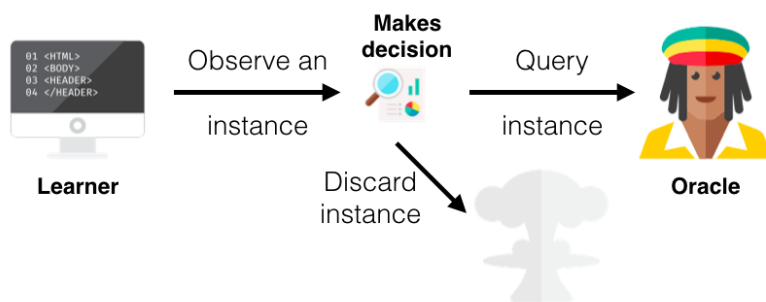 Makes
decision
01 <HTML>
02 <BODY>
03 <HEADER>
04 </HEADER>
Observe an
instance
Query
instance
Discard
instance
Learner
Oracle